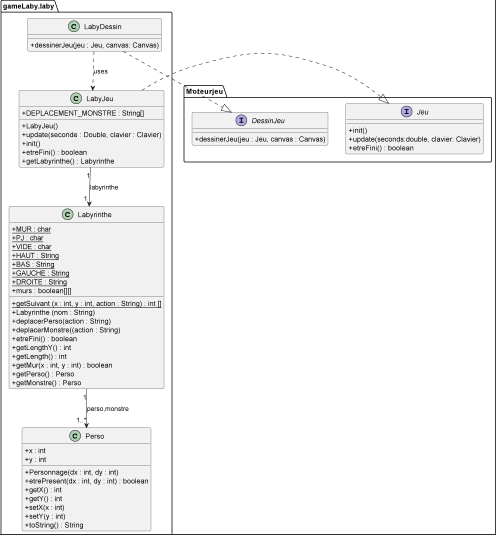 gameLaby.laby
C LabyDessin
+dessinerJeu(jeu : Jeu, canvas: Canvas)
uses
C LabyJeu
+DEPLACEMENT_MONSTRE : String[]
+LabyJeu()
+update(seconde : Double, clavier : Clavier)
+init()
+etreFini() : boolean
+getLabyrinthe() : Labyrinthe
1
labyrinthe
1
C Labyrinthe
+MUR : char
+PJ : char
+VIDE : char
+HAUT : String
+BAS : String
+GAUCHE : String
+DROITE : String
+murs : boolean[][]
+getSuivant (x : int, y : int, action : String) : int []
+Labyrinthe (nom : String)
+deplacerPerso(action : String)
+deplacerMonstre((action : String)
+etreFini() : boolean
+getLengthY() : int
+getLength() : int
+getMur(x : int, y : int) : boolean
+getPerso() : Perso
+getMonstre() : Perso
1
perso,monstre
1..*
C Perso
+x : int
+y : int
+Personnage(dx : int, dy : int)
+etrePresent(dx : int, dy : int) : boolean
+getX() : int
+getY() : int
+setX(x : int)
+setY(y : int)
+toString() : String
Moteurjeu
I DessinJeu
+dessinerJeu(jeu : Jeu, canvas : Canvas)
I Jeu
+init()
+update(seconds:double, clavier: Clavier)
+etreFini() : boolean